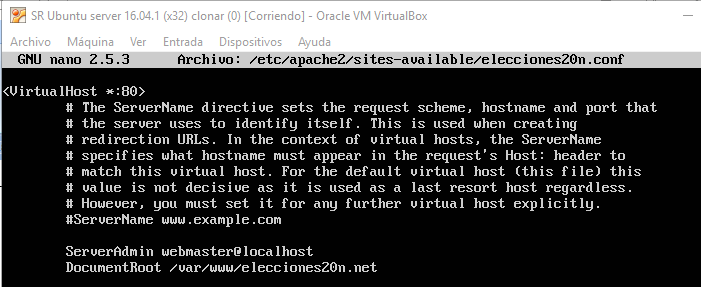 SR Ubuntu server 16.04.1 (x32) clonar (0) [Corriendo] - Oracle VM VirtualBox
Archivo Máquina Ver Entrada Dispositivos Ayuda
GNU nano 2.5.3 Archivo: /etc/apache2/sites-available/elecciones20n.conf
<VirtualHost *:80>
# The ServerName directive sets the request scheme, hostname and port that
# the server uses to identify itself. This is used when creating
# redirection URLs. In the context of virtual hosts, the ServerName
# specifies what hostname must appear in the request's Host: header to
# match this virtual host. For the default virtual host (this file) this
# value is not decisive as it is used as a last resort host regardless.
# However, you must set it for any further virtual host explicitly.
#ServerName www.example.com
ServerAdmin webmaster@localhost
DocumentRoot /var/www/elecciones20n.net